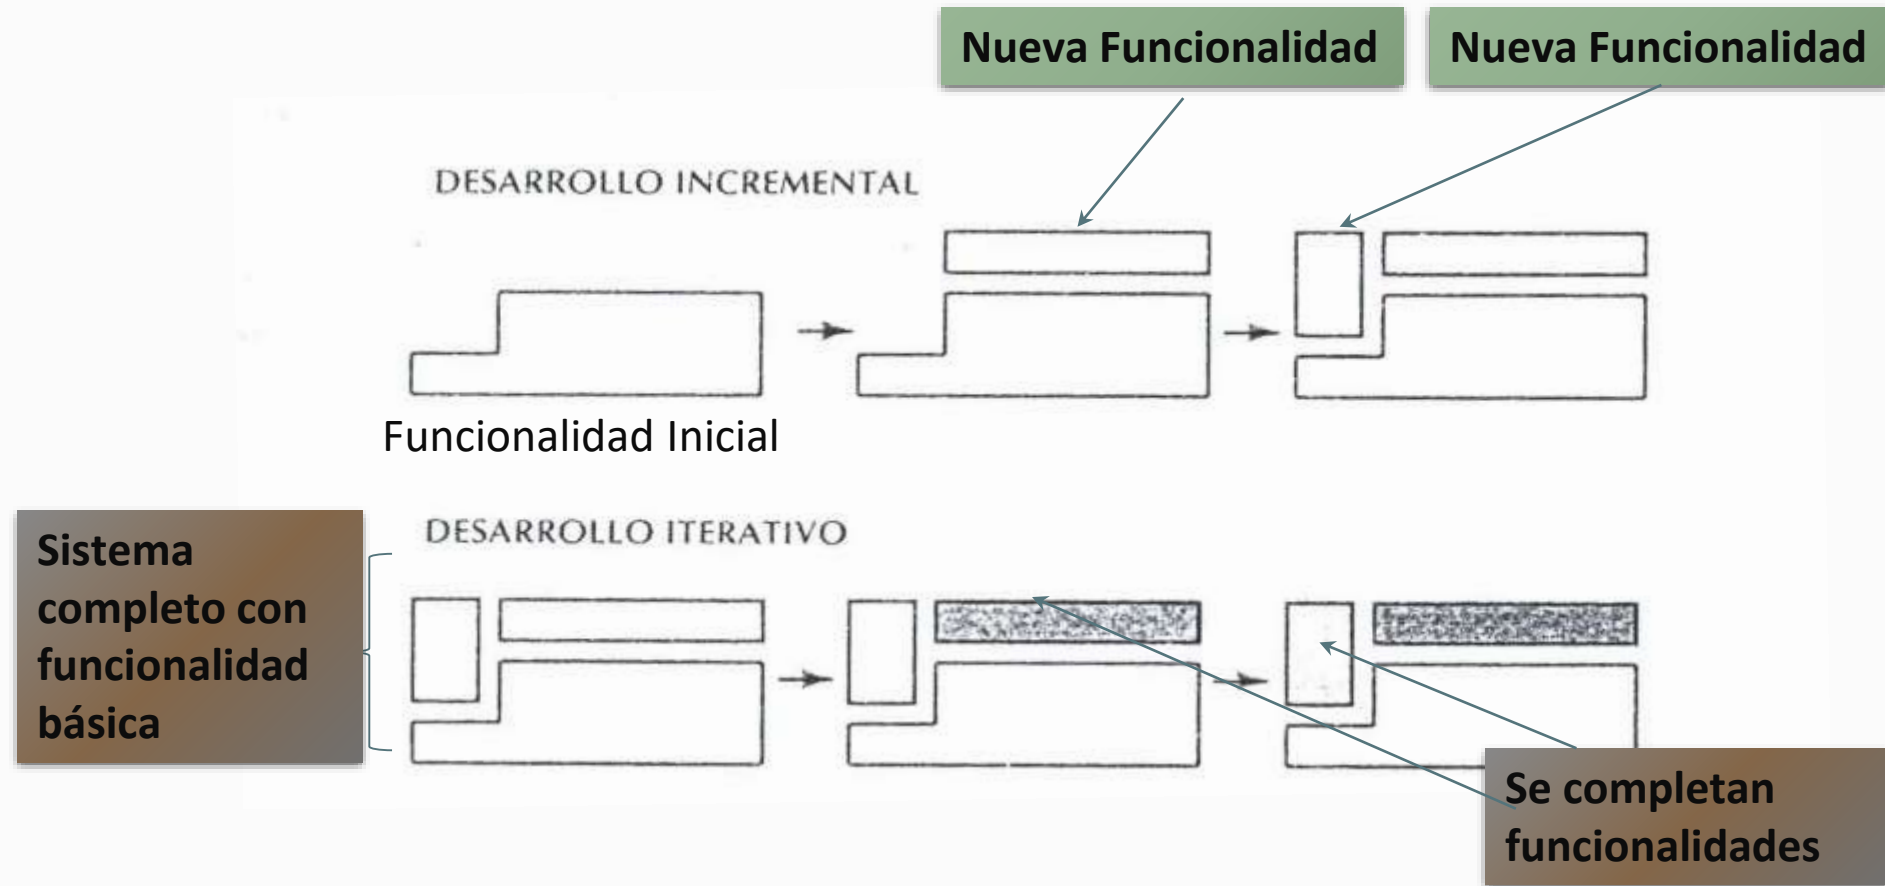 Nueva Funcionalidad
Nueva Funcionalidad
DESARROLLO INCREMENTAL
Funcionalidad Inicial
DESARROLLO ITERATIVO
Sistema
completo con
funcionalidad
básica
Se completan
funcionalidades